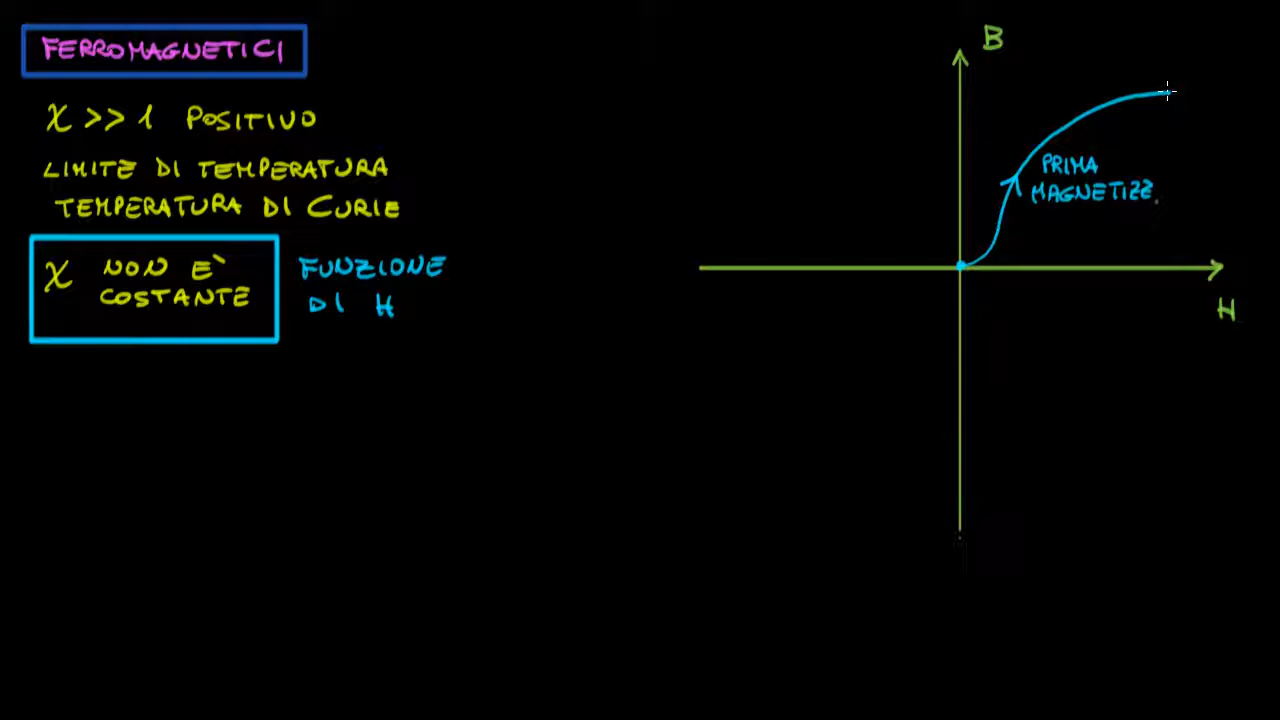 FERROMAGNETICI
χ >> 1 POSITIVO
LIMITE DI TEMPERATURA
TEMPERATURA DI CURIE
χ NON E'
COSTANTE
FUNZIONE
DI H
B
PRIMA
MAGNETIZZ.
H